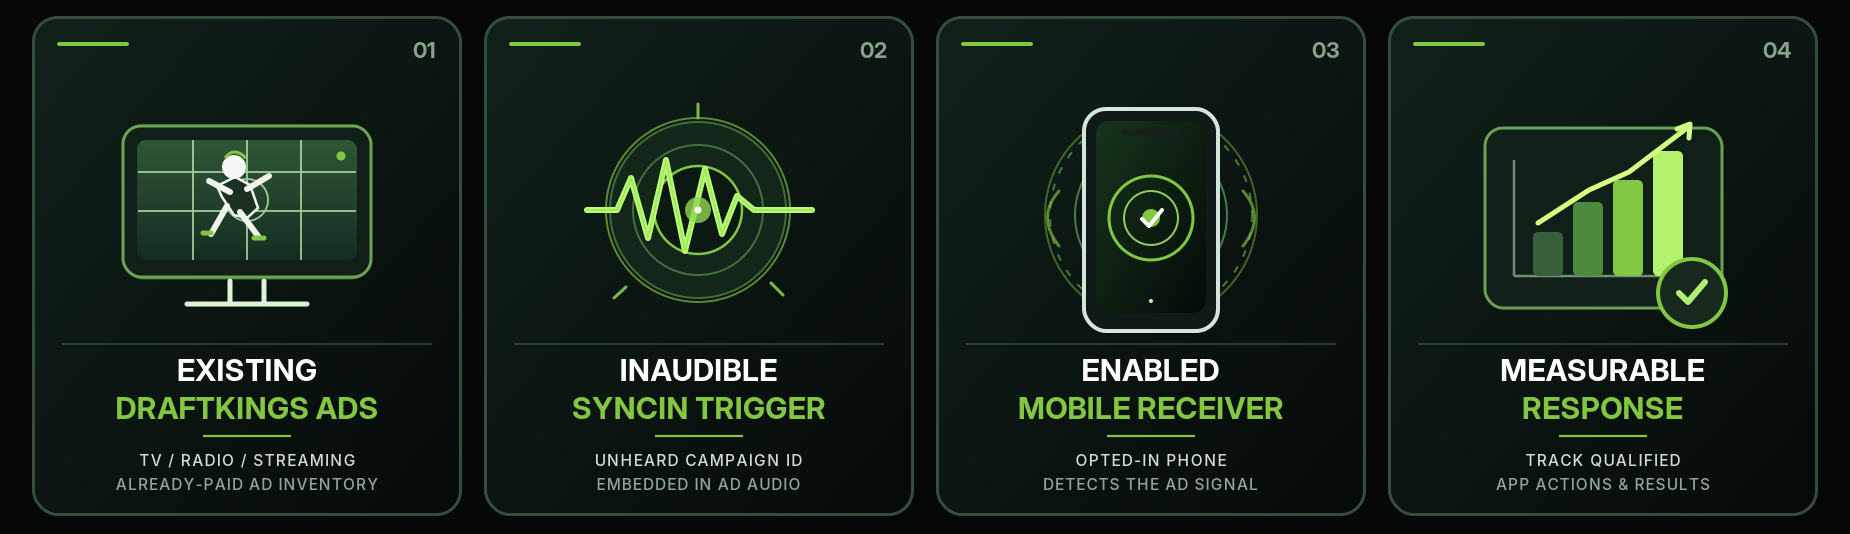 01
EXISTING
DRAFTKINGS ADS
TV / RADIO / STREAMING
ALREADY-PAID AD INVENTORY
02
INAUDIBLE
SYNCIN TRIGGER
UNHEARD CAMPAIGN ID
EMBEDDED IN AD AUDIO
03
ENABLED
MOBILE RECEIVER
OPTED-IN PHONE
DETECTS THE AD SIGNAL
04
MEASURABLE
RESPONSE
TRACK QUALIFIED
APP ACTIONS & RESULTS